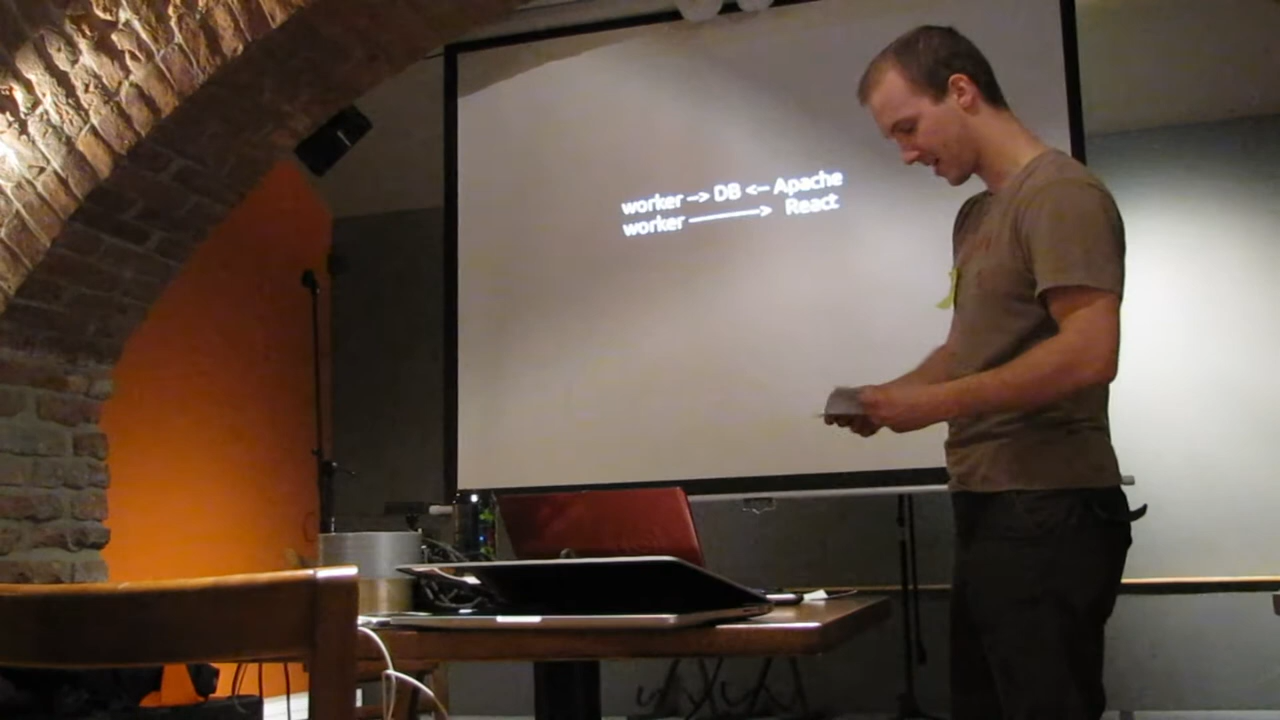 worker --> DB <-- Apache
worker ----------> React